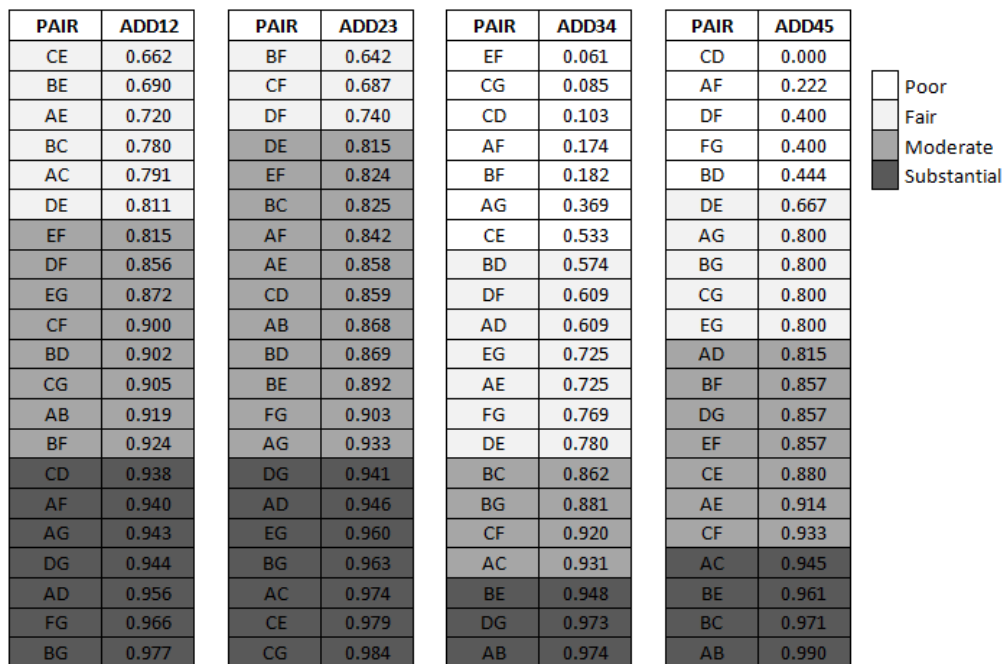 PAIR ADD12 PAIR ADD23 PAIR ADD34 PAIR ADD45
CE 0.662 BF 0.642 EF 0.061 CD 0.000
BE 0.690 CF 0.687 CG 0.085 AF 0.222 Poor
AE 0.720 DF 0.740 CD 0.103 DF 0.400 Fair
BC 0.780 DE 0.815 AF 0.174 FG 0.400 Moderate
AC 0.791 EF 0.824 BF 0.182 BD 0.444 Substantial
DE 0.811 BC 0.825 AG 0.369 DE 0.667
EF 0.815 AF 0.842 CE 0.533 AG 0.800
DF 0.856 AE 0.858 BD 0.574 BG 0.800
EG 0.872 CD 0.859 DF 0.609 CG 0.800
CF 0.900 AB 0.868 AD 0.609 EG 0.800
BD 0.902 BD 0.869 EG 0.725 AD 0.815
CG 0.905 BE 0.892 AE 0.725 BF 0.857
AB 0.919 FG 0.903 FG 0.769 DG 0.857
BF 0.924 AG 0.933 DE 0.780 EF 0.857
CD 0.938 DG 0.941 BC 0.862 CE 0.880
AF 0.940 AD 0.946 BG 0.881 AE 0.914
AG 0.943 EG 0.960 CF 0.920 CF 0.933
DG 0.944 BG 0.963 AC 0.931 AC 0.945
AD 0.956 AC 0.974 BE 0.948 BE 0.961
FG 0.966 CE 0.979 DG 0.973 BC 0.971
BG 0.977 CG 0.984 AB 0.974 AB 0.990